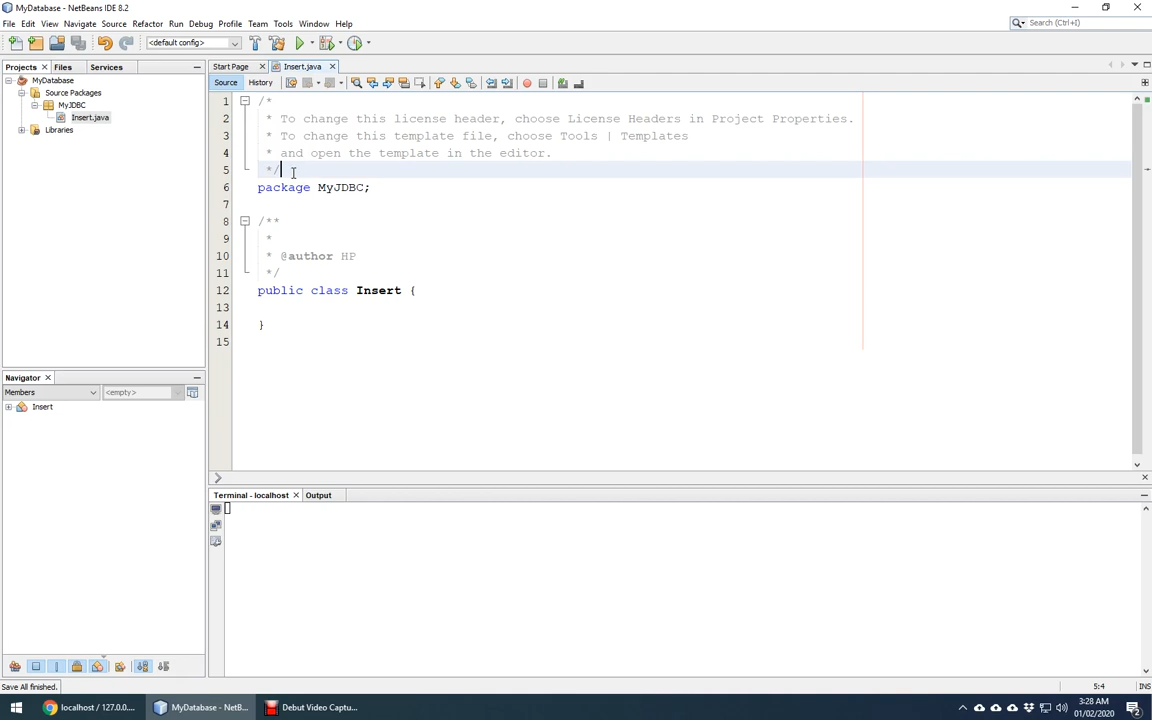 MyDatabase - NetBeans IDE 8.2
File Edit View Navigate Source Refactor Run Debug Profile Team Tools Window Help
Search (Ctrl+I)
<default config>
Projects Files Services
Start Page Insert.java
Source History
MyDatabase
Source Packages
MyJDBC
Insert.java
Libraries
1 /*
2 * To change this license header, choose License Headers in Project Properties.
3 * To change this template file, choose Tools | Templates
4 * and open the template in the editor.
5 */
6 package MyJDBC;
7
8 /**
9 *
10 * @author HP
11 */
12 public class Insert {
13
14 }
15
Navigator
Members <empty>
Insert
Terminal - localhost Output
Save All finished.
5:4 INS
localhost / 127.0.0....
MyDatabase - NetB...
Debut Video Captu...
3:28 AM
01/02/2020
2